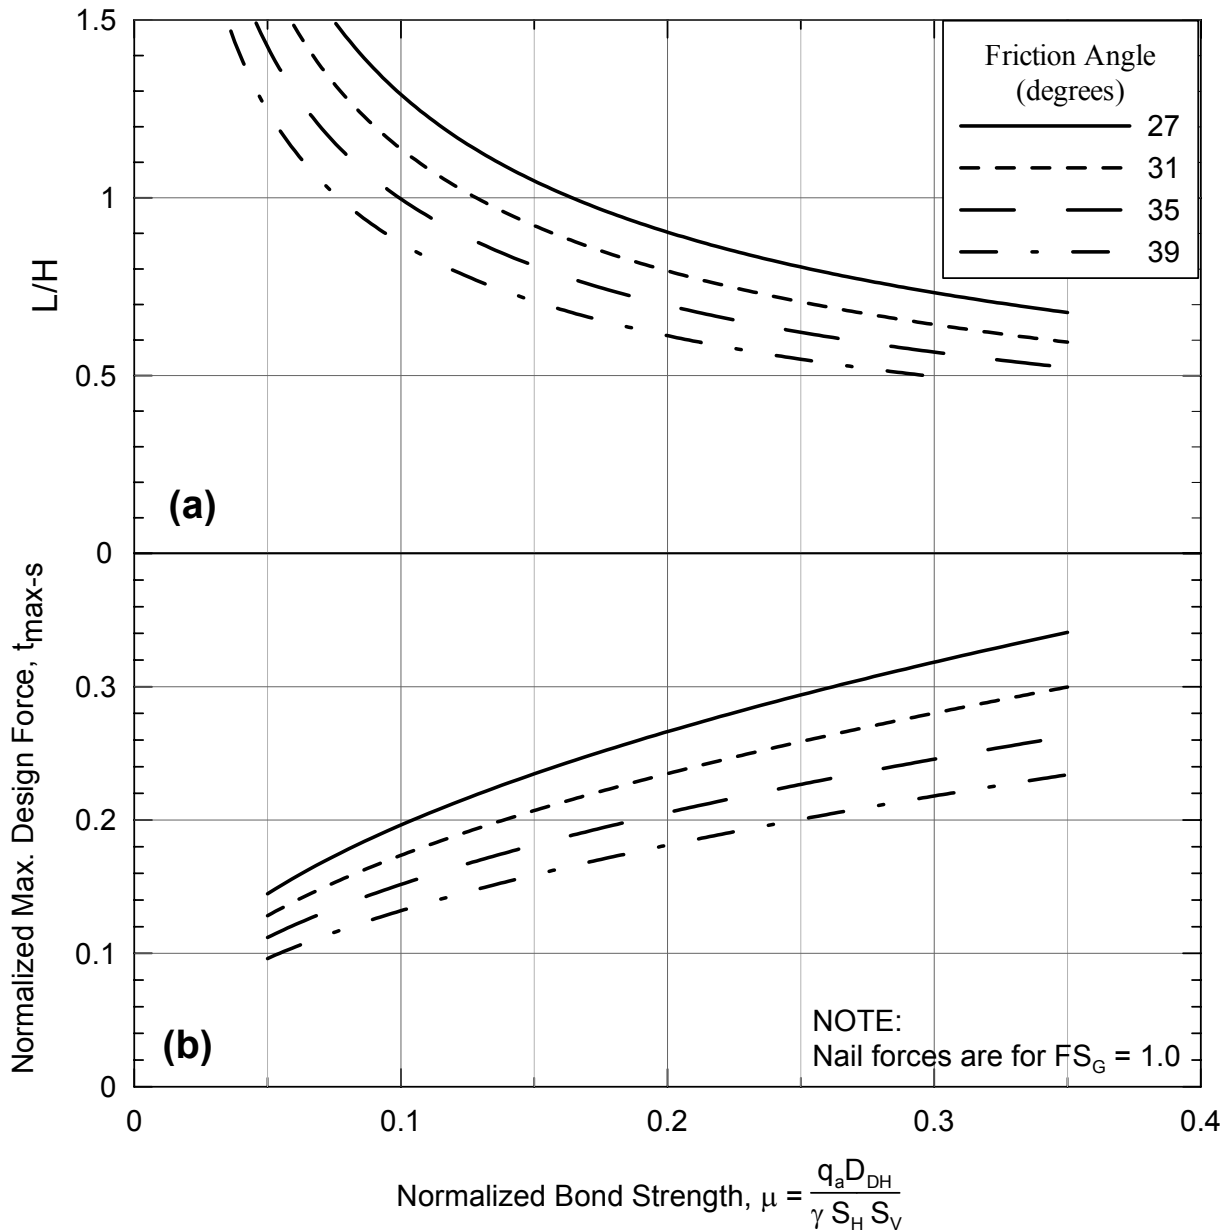 1.5
1
0.5
0
L/H
(a)
Friction Angle
(degrees)
27
31
35
39
Normalized Max. Design Force, tmax-s
0.3
0.2
0.1
0
(b)
NOTE:
Nail forces are for FSG = 1.0
0 0.1 0.2 0.3 0.4
Normalized Bond Strength, μ = qaDDH / γ SH SV